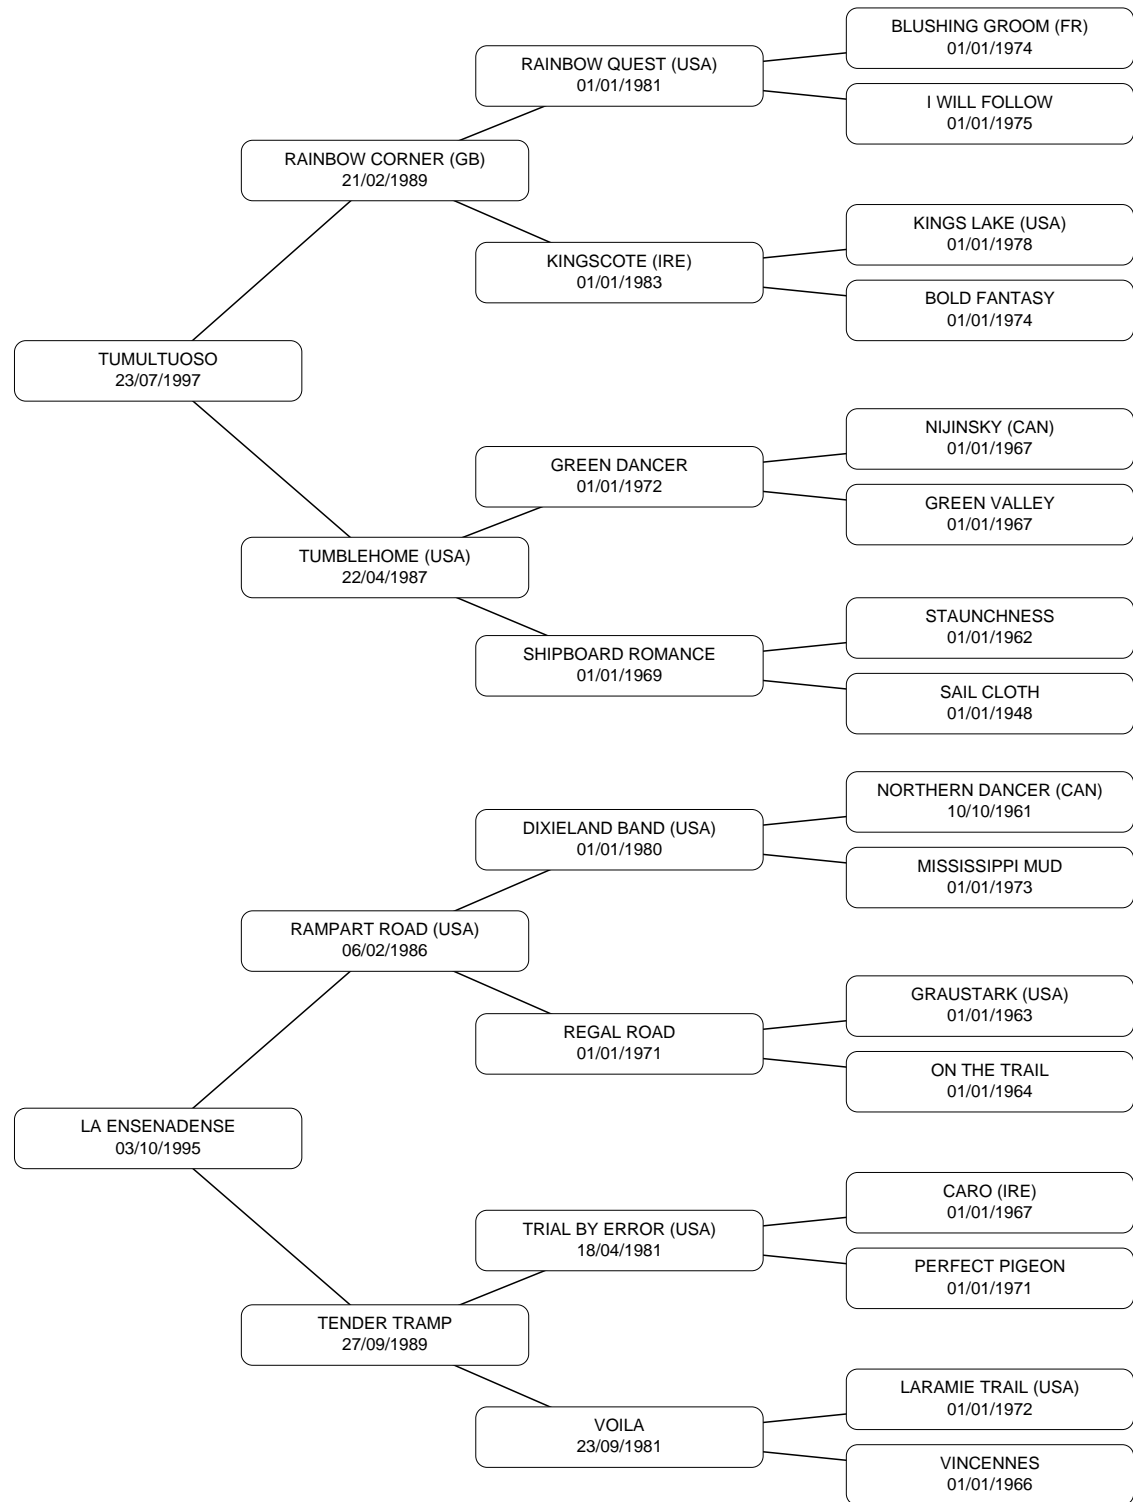 BLUSHING GROOM (FR)
01/01/1974
RAINBOW QUEST (USA)
01/01/1981
I WILL FOLLOW
01/01/1975
RAINBOW CORNER (GB)
21/02/1989
KINGS LAKE (USA)
01/01/1978
KINGSCOTE (IRE)
01/01/1983
BOLD FANTASY
01/01/1974
TUMULTUOSO
23/07/1997
NIJINSKY (CAN)
01/01/1967
GREEN DANCER
01/01/1972
GREEN VALLEY
01/01/1967
TUMBLEHOME (USA)
22/04/1987
STAUNCHNESS
01/01/1962
SHIPBOARD ROMANCE
01/01/1969
SAIL CLOTH
01/01/1948
NORTHERN DANCER (CAN)
10/10/1961
DIXIELAND BAND (USA)
01/01/1980
MISSISSIPPI MUD
01/01/1973
RAMPART ROAD (USA)
06/02/1986
GRAUSTARK (USA)
01/01/1963
REGAL ROAD
01/01/1971
ON THE TRAIL
01/01/1964
LA ENSENADENSE
03/10/1995
CARO (IRE)
01/01/1967
TRIAL BY ERROR (USA)
18/04/1981
PERFECT PIGEON
01/01/1971
TENDER TRAMP
27/09/1989
LARAMIE TRAIL (USA)
01/01/1972
VOILA
23/09/1981
VINCENNES
01/01/1966